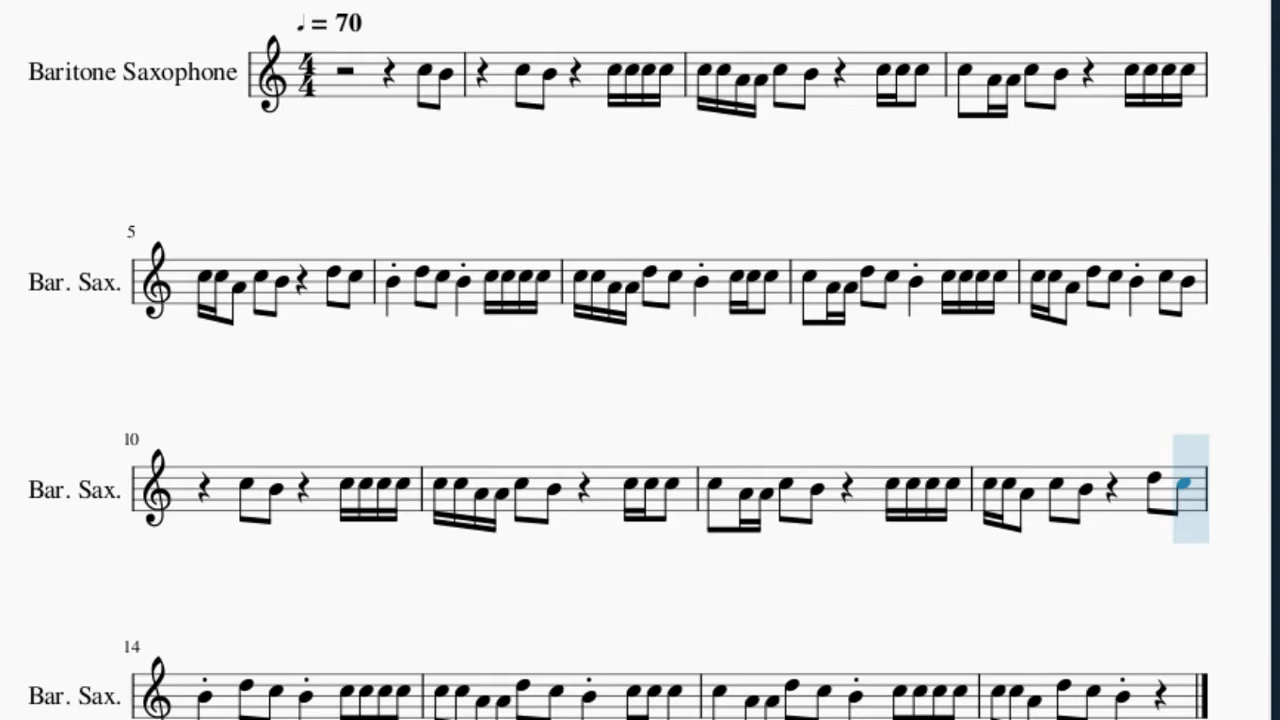 ♩ = 70
Baritone Saxophone
4
4
5
Bar. Sax.
10
Bar. Sax.
14
Bar. Sax.